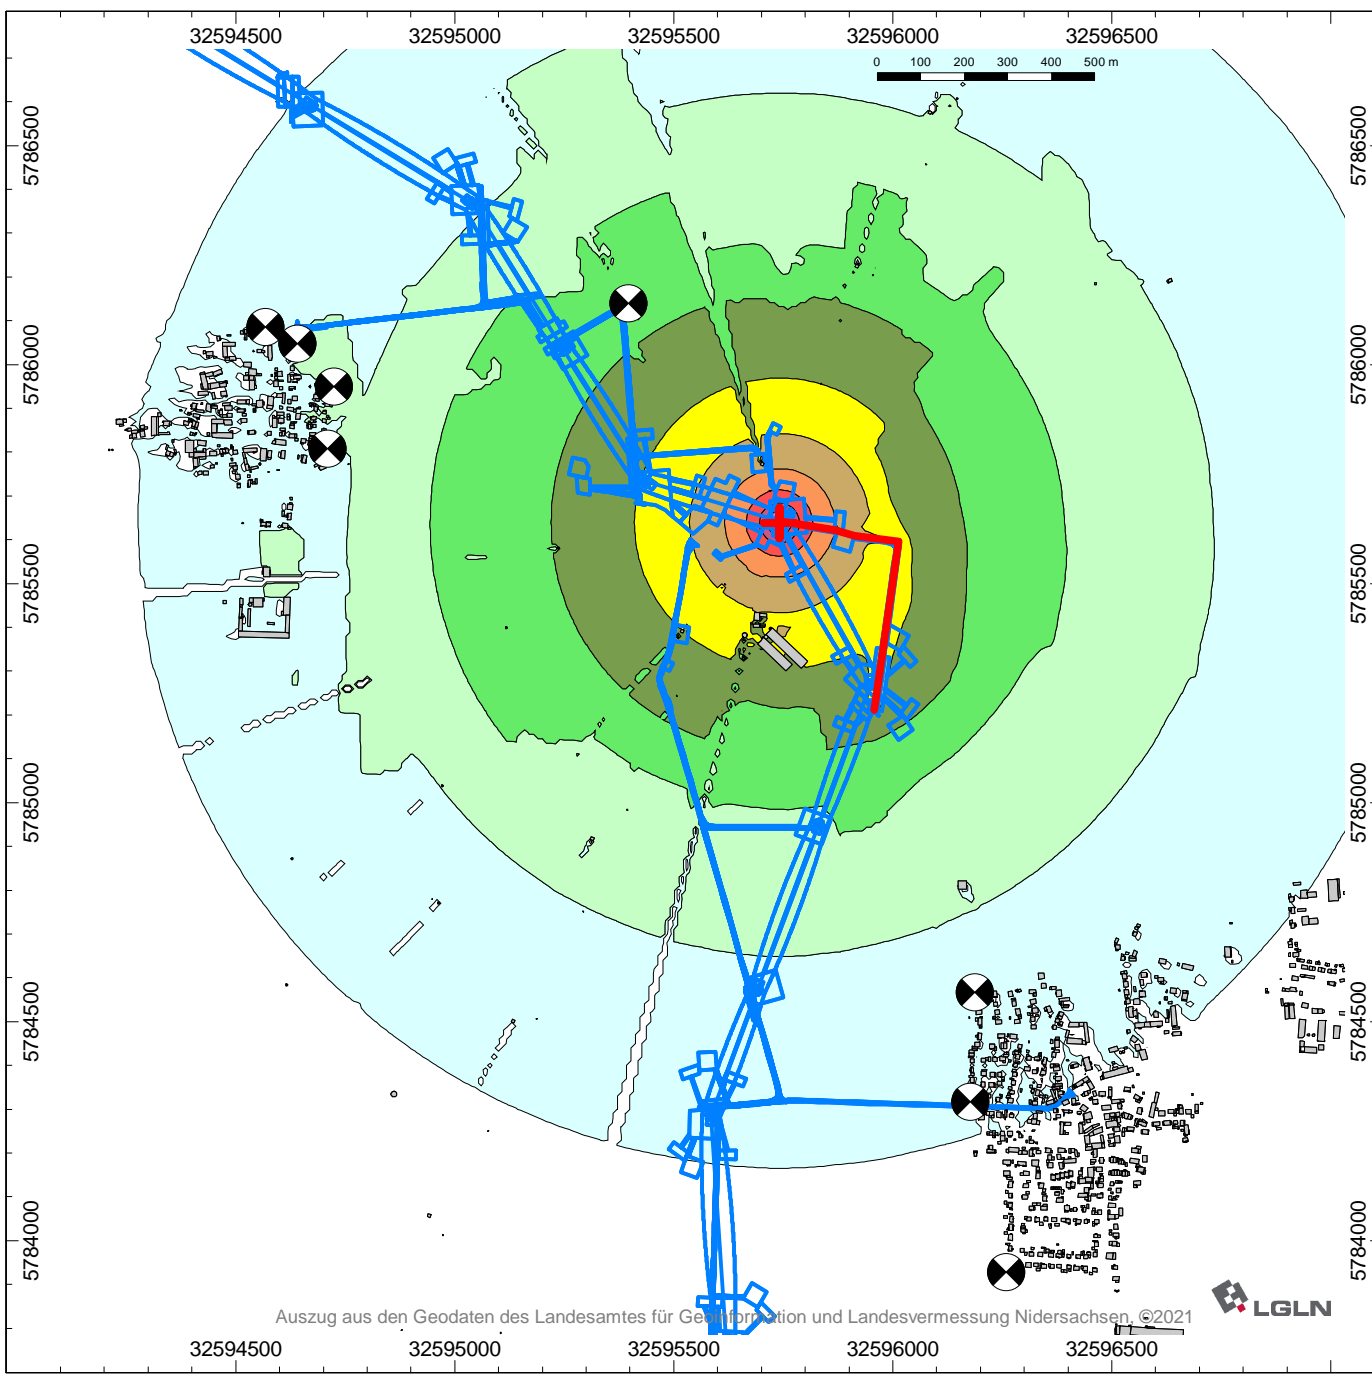 32594500 32595000 32595500 32596000 32596500
0 100 200 300 400 500 m
5786500 5786500
5786000 5786000
5785500 5785500
5785000 5785000
5784500 5784500
5784000 5784000
Auszug aus den Geodaten des Landesamtes für Geoinformation und Landesvermessung Nidersachsen, ©2021
LGLN
32594500 32595000 32595500 32596000 32596500